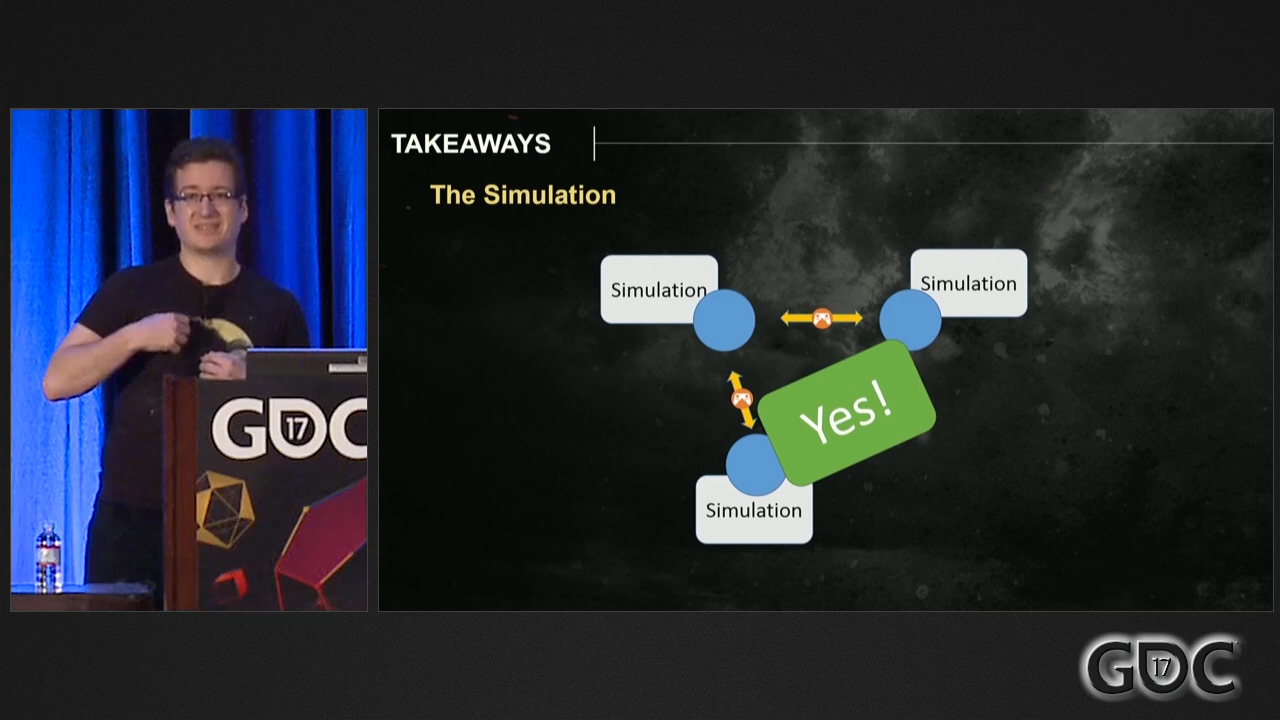 TAKEAWAYS
The Simulation
Simulation
Simulation
Yes!
Simulation
GDC
17
GDC
17